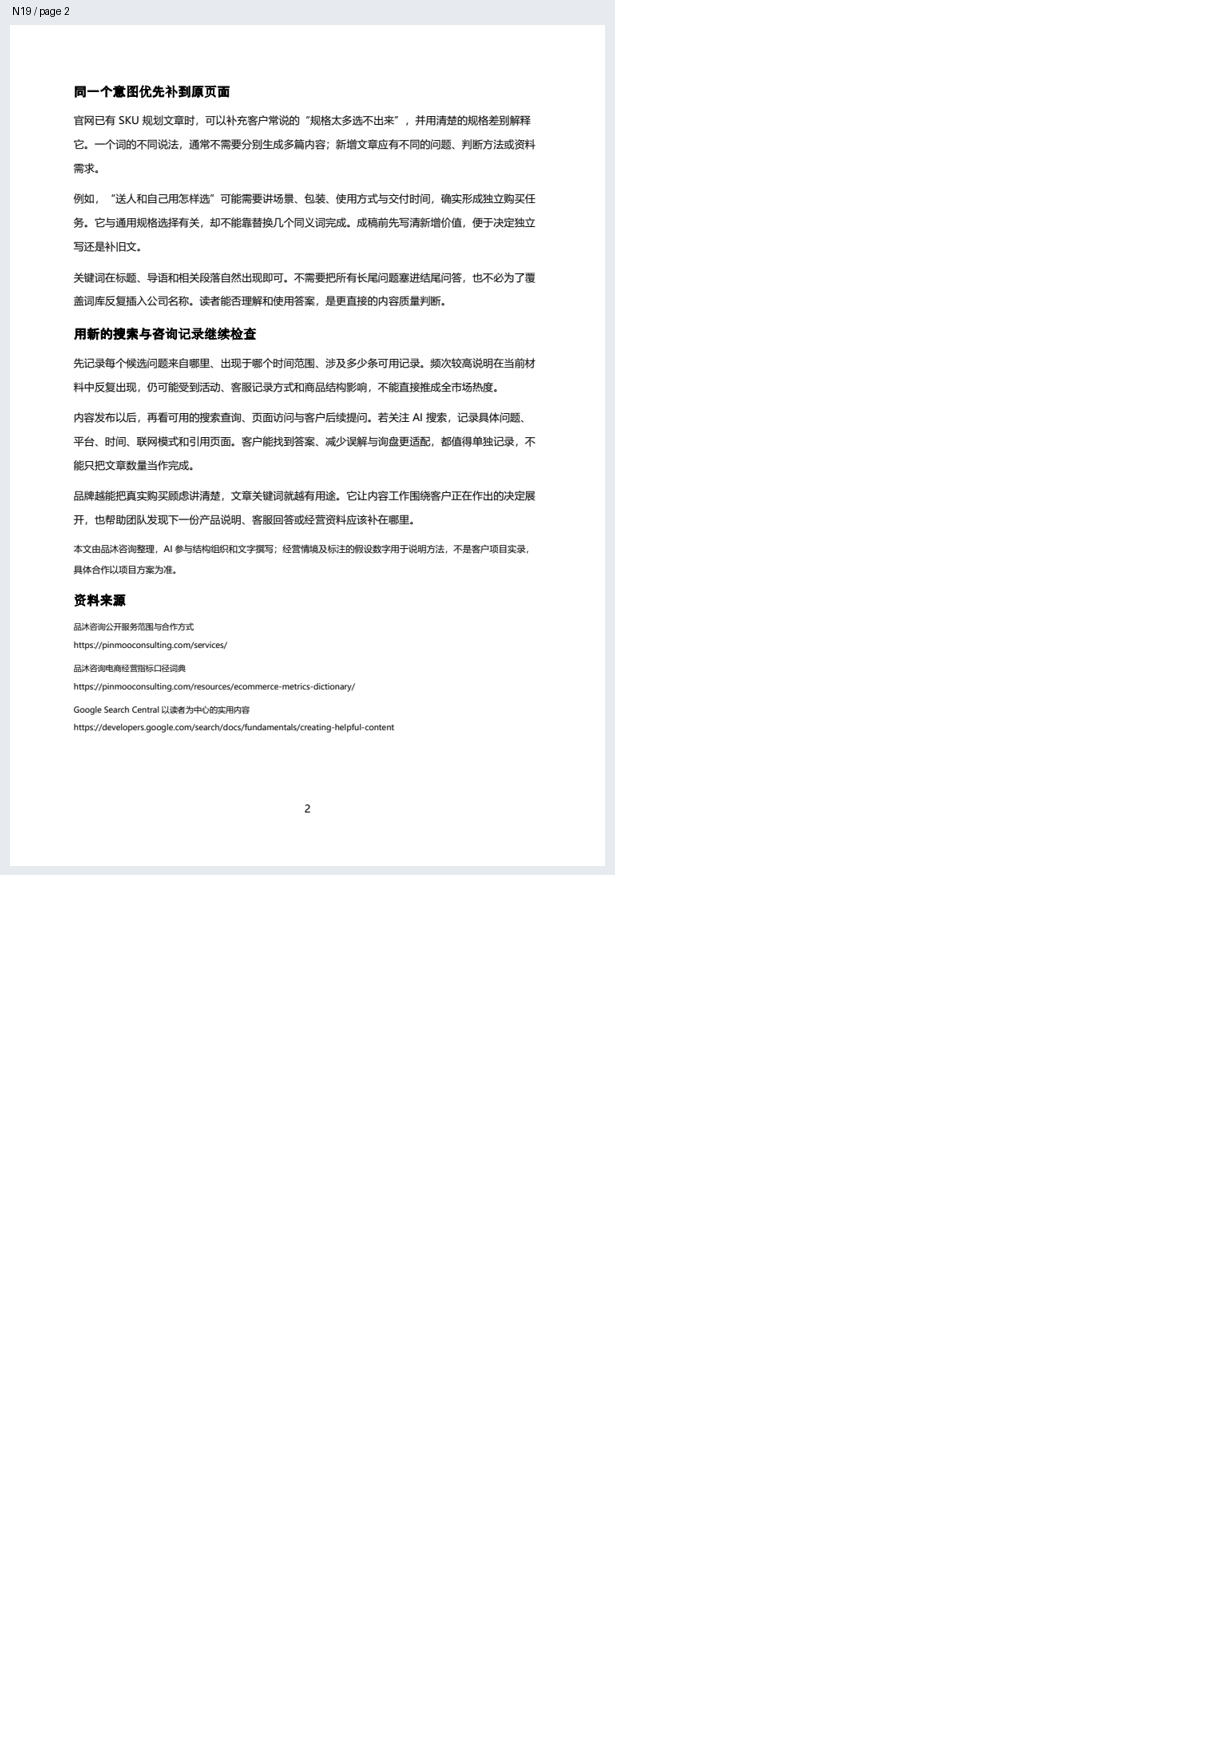 N19 / page 2
同一个意图优先补到原页面
官网已有 SKU 规划文章时，可以补充客户常说的“规格太多选不出来”，并用清楚的规格差别解释
它。一个词的不同说法，通常不需要分别生成多篇内容；新增文章应有不同的问题、判断方法或资料
需求。
例如，“送人和自己用怎样选”可能需要讲场景、包装、使用方式与交付时间，确实形成独立购买任
务。它与通用规格选择有关，却不能靠替换几个同义词完成。成稿前先写清新增价值，便于决定独立
写还是补旧文。
关键词在标题、导语和相关段落自然出现即可。不需要把所有长尾问题塞进结尾问答，也不必为了覆
盖词库反复插入公司名称。读者能否理解和使用答案，是更直接的内容质量判断。
用新的搜索与咨询记录继续检查
先记录每个候选问题来自哪里、出现于哪个时间范围、涉及多少条可用记录。频次较高说明在当前材
料中反复出现，仍可能受到活动、客服记录方式和商品结构影响，不能直接推成全市场热度。
内容发布以后，再看可用的搜索查询、页面访问与客户后续提问。若关注 AI 搜索，记录具体问题、
平台、时间、联网模式和引用页面。客户能找到答案、减少误解与询盘更适配，都值得单独记录，不
能只把文章数量当作完成。
品牌越能把真实购买顾虑讲清楚，文章关键词就越有用途。它让内容工作围绕客户正在作出的决定展
开，也帮助团队发现下一份产品说明、客服回答或经营资料应该补在哪里。
本文由品沐咨询整理，AI 参与结构组织和文字撰写；经营情境及标注的假设数字用于说明方法，不是客户项目实录，
具体合作以项目方案为准。
资料来源
品沐咨询公开服务范围与合作方式
https://pinmooconsulting.com/services/
品沐咨询电商经营指标口径词典
https://pinmooconsulting.com/resources/ecommerce-metrics-dictionary/
Google Search Central 以读者为中心的实用内容
https://developers.google.com/search/docs/fundamentals/creating-helpful-content
2